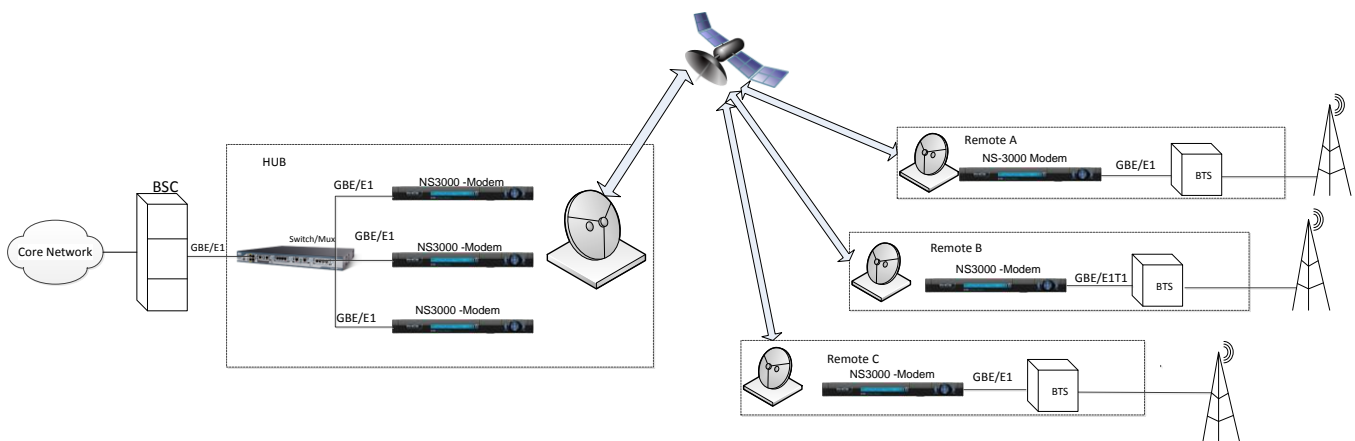 HUB
BSC
Core Network
GBE/E1
Switch/Mux
GBE/E1
NS3000 -Modem
GBE/E1
NS3000 -Modem
GBE/E1
NS3000 -Modem
Remote A
NS-3000 Modem
GBE/E1
BTS
Remote B
NS3000 -Modem
GBE/E1T1
BTS
Remote C
NS3000 -Modem
GBE/E1
BTS